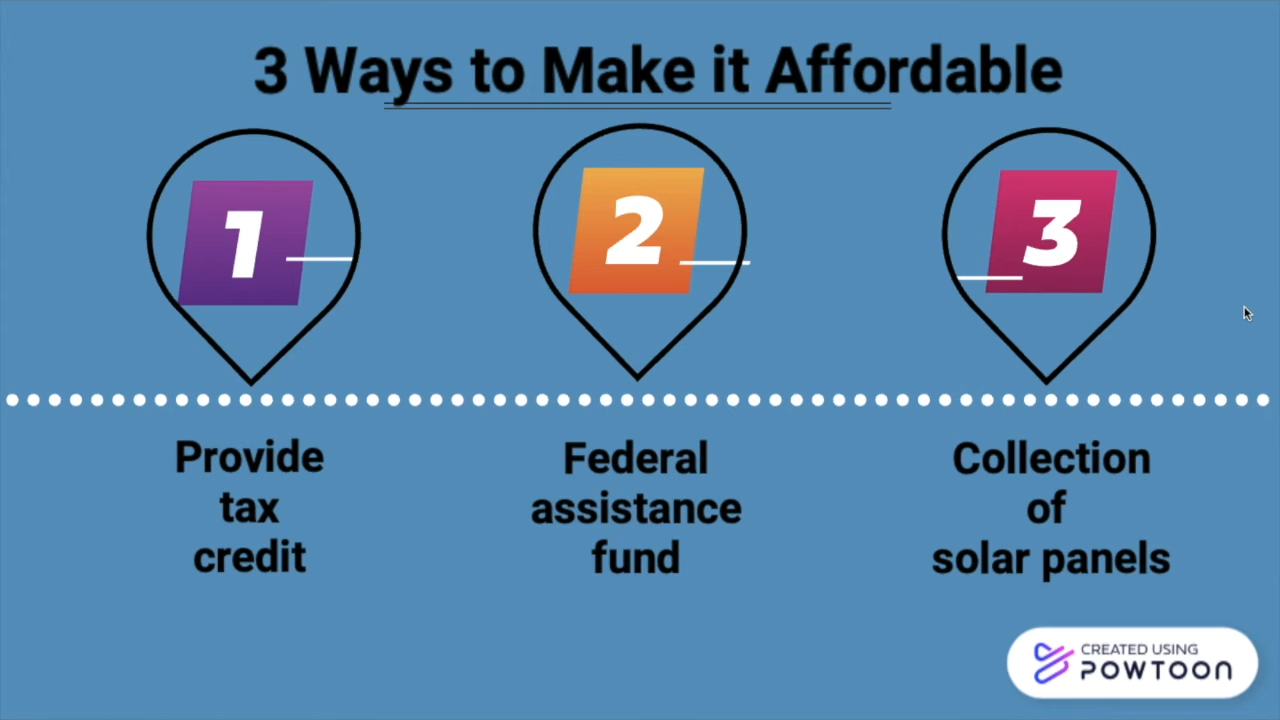 3 Ways to Make it Affordable
1
2
3
Provide
tax
credit
Federal
assistance
fund
Collection
of
solar panels
CREATED USING
POWTOON